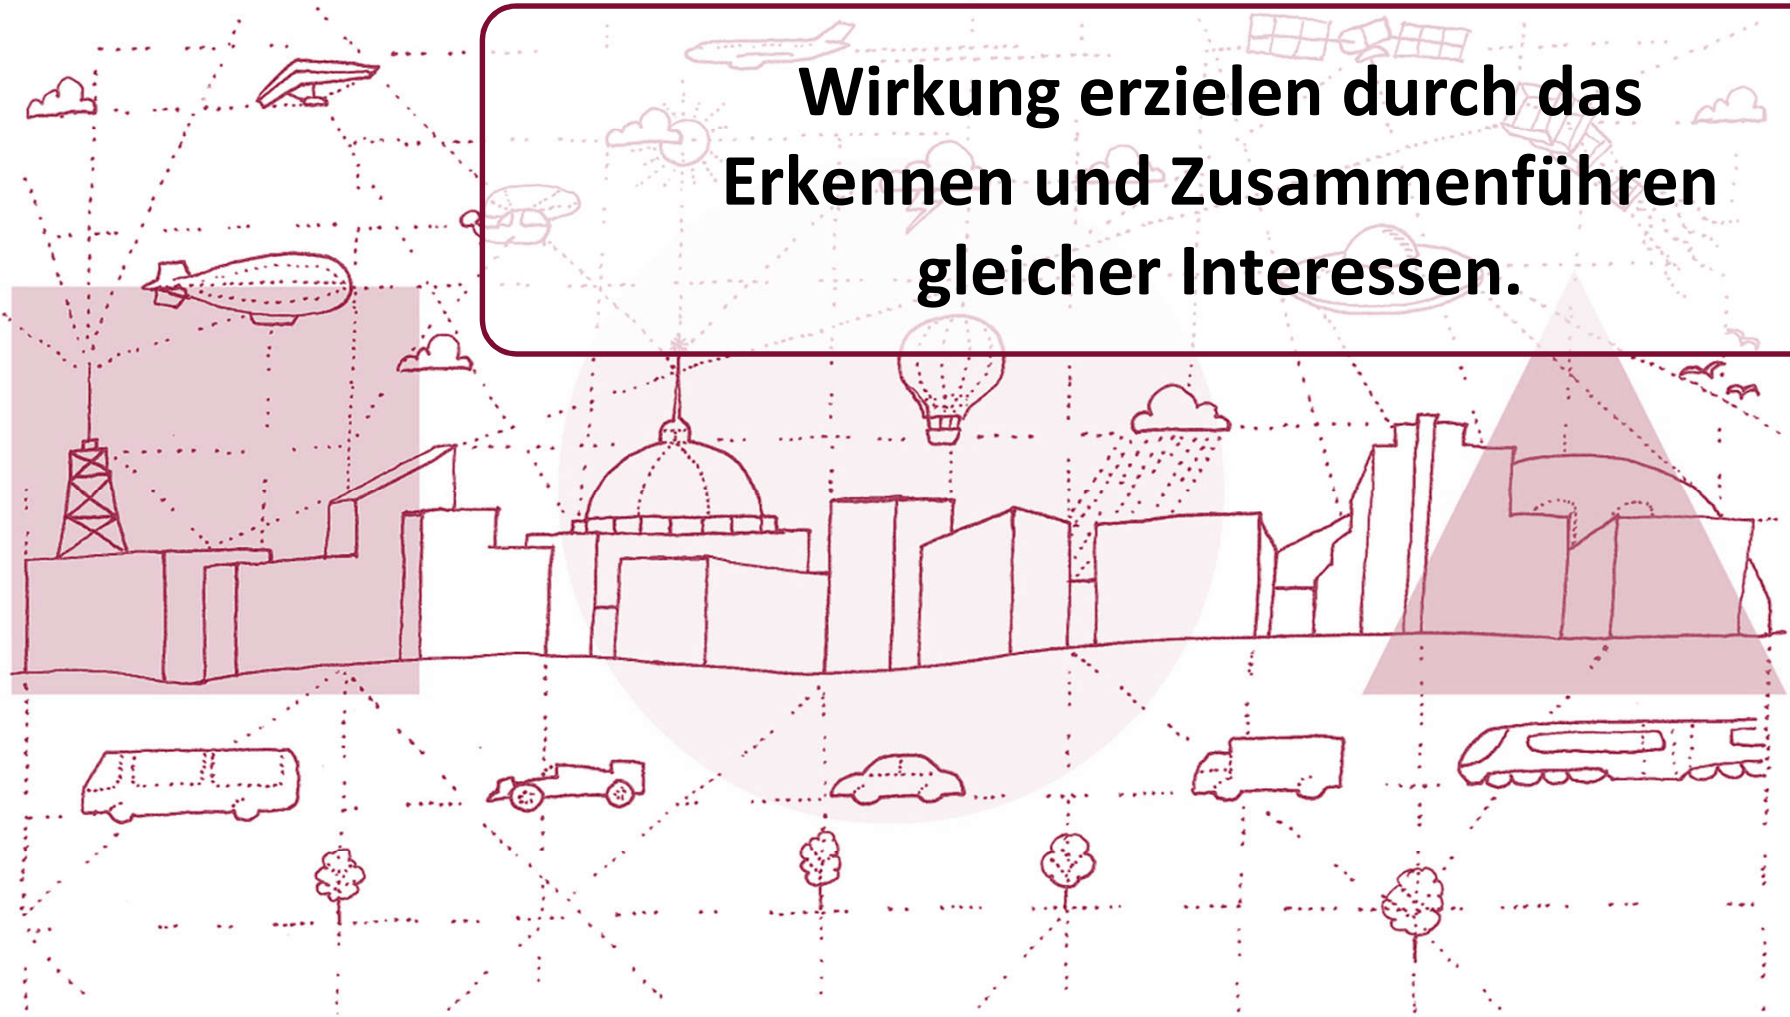 Wirkung erzielen durch das
Erkennen und Zusammenführen
gleicher Interessen.